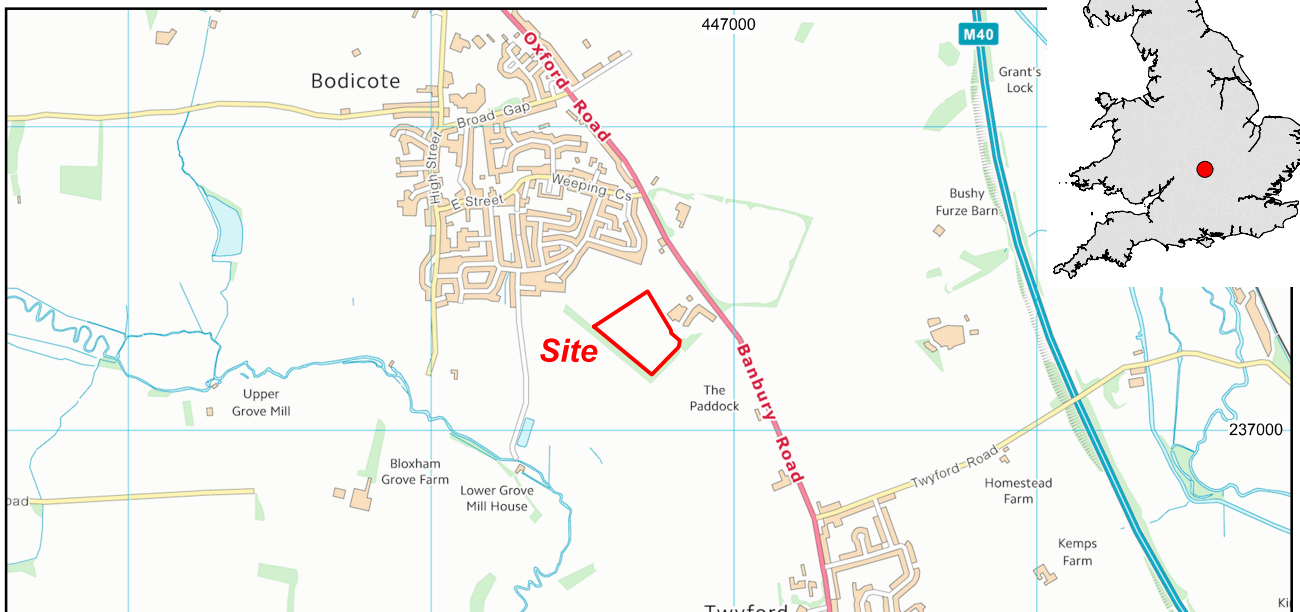 447000
M40
Oxford Road
Grant's
Lock
Bodicote
Broad Gap
High Street
Weeping Cs
E Street
Bushy
Furze Barn
Site
Banbury Road
The
Paddock
Upper
Grove Mill
237000
Bloxham
Grove Farm
Twyford Road
Lower Grove
Mill House
Homestead
Farm
oad
Kemps
Farm
Twyford
Ki